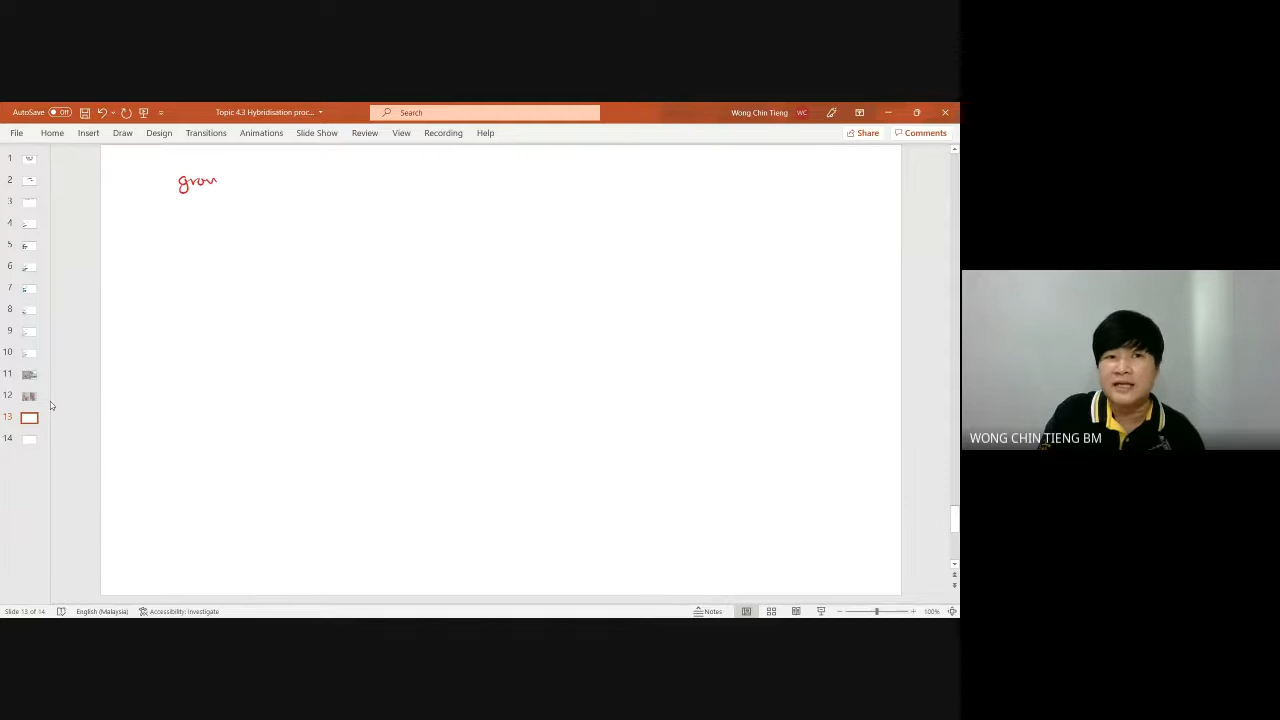 AutoSave Off Topic 4.3 Hybridisation proc... Search Wong Chin Tieng WC
File Home Insert Draw Design Transitions Animations Slide Show Review View Recording Help Share Comments
1
2
3
4
5
6
7
8
9
10
11
12
13
14
grou
WONG CHIN TIENG BM
Slide 13 of 14 English (Malaysia) Accessibility: Investigate Notes 100%